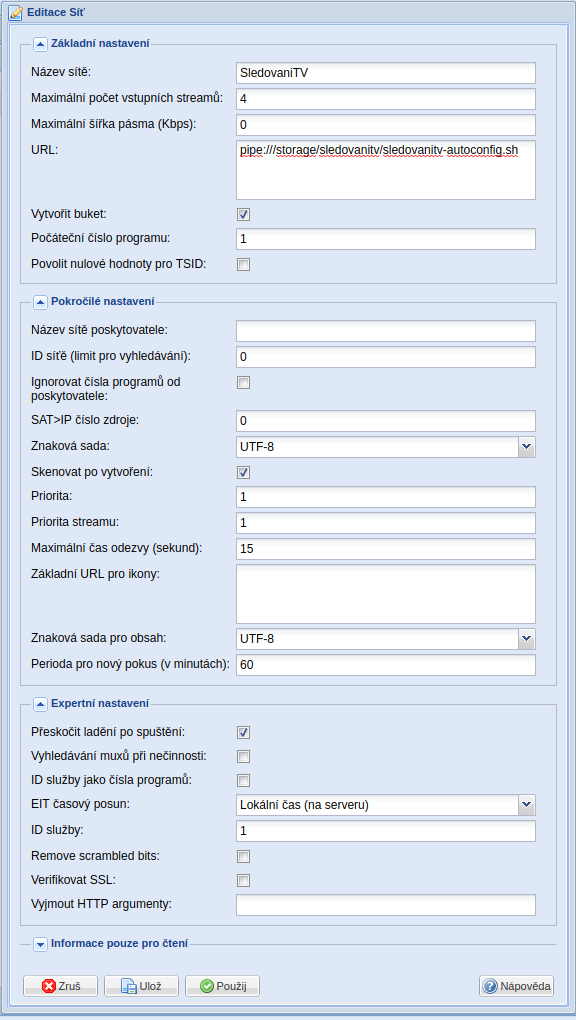 Editace Síť
Základní nastavení
Název sítě: SledovaniTV
Maximální počet vstupních streamů: 4
Maximální šířka pásma (Kbps): 0
URL: pipe:///storage/sledovanitv/sledovanitv-autoconfig.sh
Vytvořit buket:
Počáteční číslo programu: 1
Povolit nulové hodnoty pro TSID:
Pokročilé nastavení
Název sítě poskytovatele:
ID síťě (limit pro vyhledávání): 0
Ignorovat čísla programů od
poskytovatele:
SAT>IP číslo zdroje: 0
Znaková sada: UTF-8
Skenovat po vytvoření:
Priorita: 1
Priorita streamu: 1
Maximální čas odezvy (sekund): 15
Základní URL pro ikony:
Znaková sada pro obsah: UTF-8
Perioda pro nový pokus (v minutách): 60
Expertní nastavení
Přeskočit ladění po spuštění:
Vyhledávání muxů při nečinnosti:
ID služby jako čísla programů:
EIT časový posun: Lokální čas (na serveru)
ID služby: 1
Remove scrambled bits:
Verifikovat SSL:
Vyjmout HTTP argumenty:
Informace pouze pro čtení
Zruš Ulož Použij Nápověda